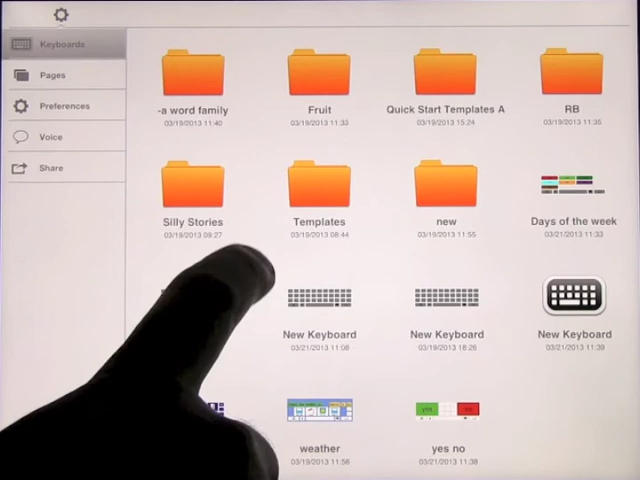 Keyboards
Pages
Preferences
Voice
Share
-a word family
03/19/2013 11:40
Fruit
03/19/2013 11:33
Quick Start Templates A
03/19/2013 15:24
RB
03/19/2013 11:35
Silly Stories
03/19/2013 09:27
Templates
03/19/2013 08:44
new
03/19/2013 11:55
Days of the week
03/21/2013 11:33
New Keyboard
03/21/2013 11:08
New Keyboard
03/19/2013 18:26
New Keyboard
03/21/2013 11:39
weather
03/19/2013 11:56
yes
yes no
03/21/2013 11:38